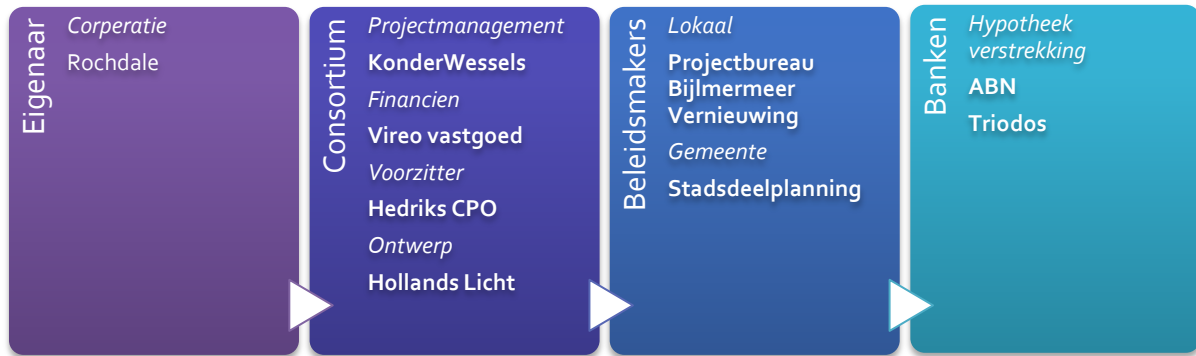 Eigenaar
Corperatie
Rochdale
Consortium
Projectmanagement
KonderWessels
Financien
Vireo vastgoed
Voorzitter
Hedriks CPO
Ontwerp
Hollands Licht
Beleidsmakers
Lokaal
Projectbureau
Bijlmermeer
Vernieuwing
Gemeente
Stadsdeelplanning
Banken
Hypotheek
verstrekking
ABN
Triodos